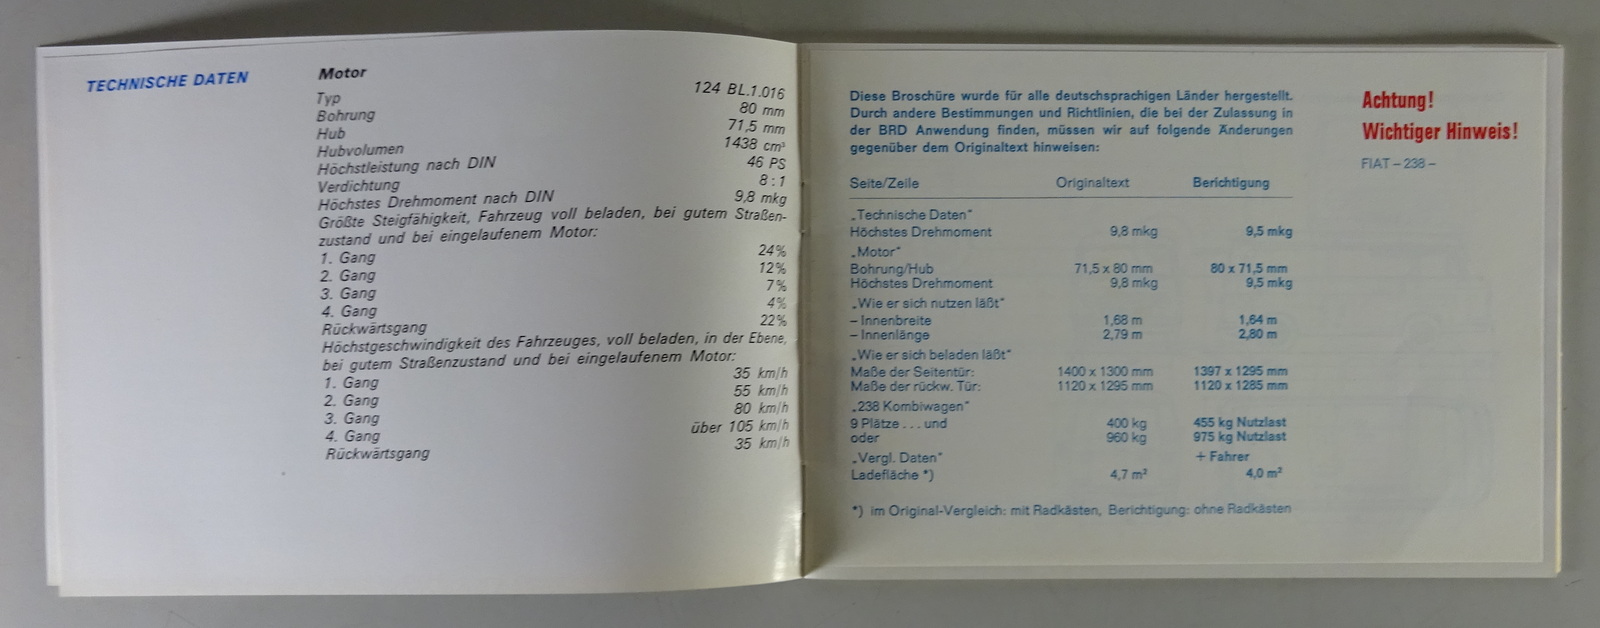 TECHNISCHE DATEN
Motor
Typ 124 BL.1.016
Bohrung 80 mm
Hub 71,5 mm
Hubvolumen 1438 cm³
Höchstleistung nach DIN 46 PS
Verdichtung 8 : 1
Höchstes Drehmoment nach DIN 9,8 mkg
Größte Steigfähigkeit, Fahrzeug voll beladen, bei gutem Straßen-
zustand und bei eingelaufenem Motor:
1. Gang 24%
2. Gang 12%
3. Gang 7%
4. Gang 4%
Rückwärtsgang 22%
Höchstgeschwindigkeit des Fahrzeuges, voll beladen, in der Ebene,
bei gutem Straßenzustand und bei eingelaufenem Motor:
1. Gang 35 km/h
2. Gang 55 km/h
3. Gang 80 km/h
4. Gang über 105 km/h
Rückwärtsgang 35 km/h
Diese Broschüre wurde für alle deutschsprachigen Länder hergestellt.
Durch andere Bestimmungen und Richtlinien, die bei der Zulassung in
der BRD Anwendung finden, müssen wir auf folgende Änderungen
gegenüber dem Originaltext hinweisen:
Seite/Zeile Originaltext Berichtigung
„Technische Daten"
Höchstes Drehmoment 9,8 mkg 9,5 mkg
„Motor"
Bohrung/Hub 71,5 x 80 mm 80 x 71,5 mm
Höchstes Drehmoment 9,8 mkg 9,5 mkg
„Wie er sich nutzen läßt"
– Innenbreite 1,68 m 1,64 m
– Innenlänge 2,79 m 2,80 m
„Wie er sich beladen läßt"
Maße der Seitentür: 1400 x 1300 mm 1397 x 1295 mm
Maße der rückw. Tür: 1120 x 1295 mm 1120 x 1285 mm
„238 Kombiwagen"
9 Plätze . . . und 400 kg 455 kg Nutzlast
oder 960 kg 975 kg Nutzlast
„Vergl. Daten" + Fahrer
Ladefläche *) 4,7 m² 4,0 m²
*) im Original-Vergleich: mit Radkästen, Berichtigung: ohne Radkästen
Achtung!
Wichtiger Hinweis!
FIAT – 238 –